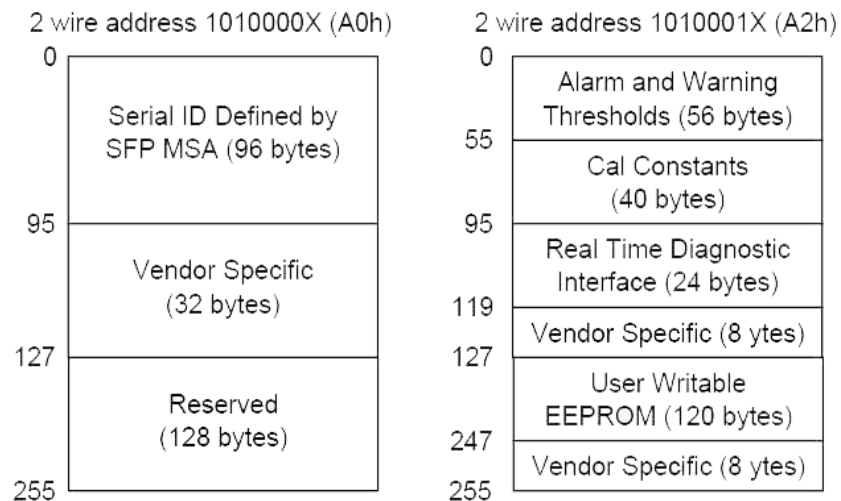 2 wire address 1010000X (A0h)
0
Serial ID Defined by
SFP MSA (96 bytes)
95
Vendor Specific
(32 bytes)
127
Reserved
(128 bytes)
255
2 wire address 1010001X (A2h)
0
Alarm and Warning
Thresholds (56 bytes)
55
Cal Constants
(40 bytes)
95
Real Time Diagnostic
Interface (24 bytes)
119
Vendor Specific (8 ytes)
127
User Writable
EEPROM (120 bytes)
247
Vendor Specific (8 ytes)
255